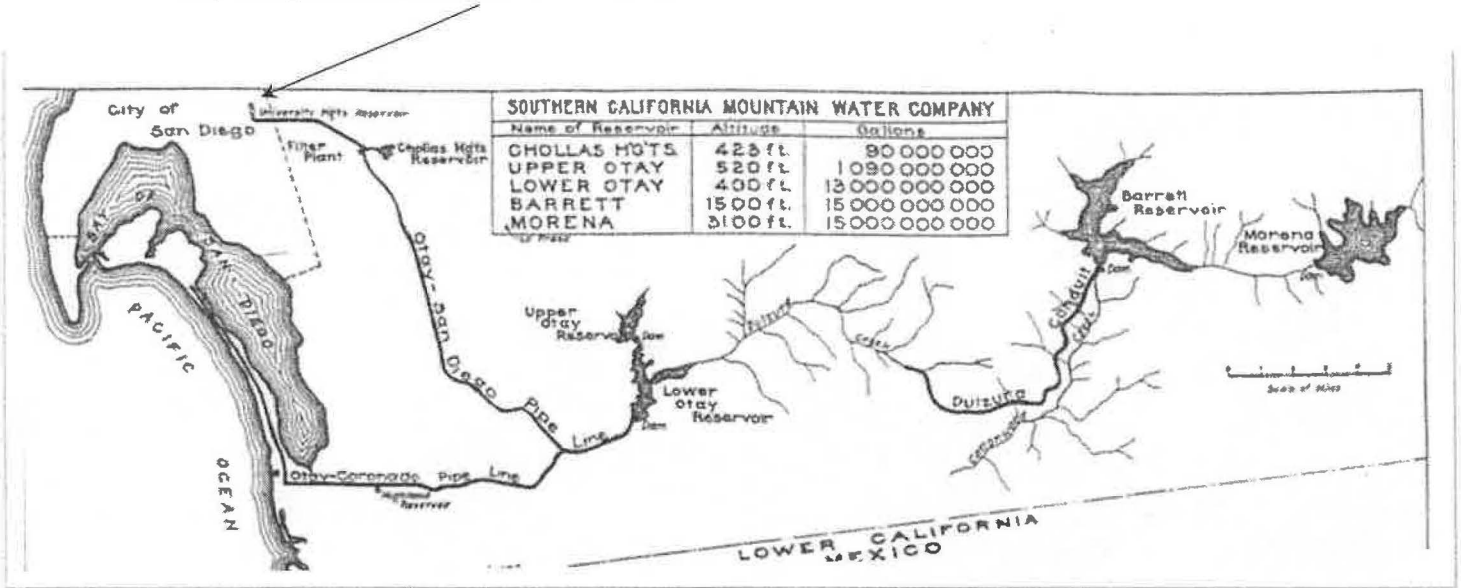 City of
San Diego
University Hgts Reservoir
Filter
Plant
Chollas Hgts
Reservoir
SOUTHERN CALIFORNIA MOUNTAIN WATER COMPANY
Name of Reservoir Altitude Gallons
CHOLLAS HGTS. 423 ft. 90 000 000
UPPER OTAY 520 ft. 1 090 000 000
LOWER OTAY 400 ft. 13 000 000 000
BARRETT 1500 ft. 15 000 000 000
MORENA 3100 ft. 15 000 000 000
BAY OF SAN DIEGO
PACIFIC
OCEAN
Otay-San Diego Pipe Line
Otay-Coronado Pipe Line
Reservoir
Upper
Otay
Reservoir
Dam
Lower
Otay
Reservoir
Dam
Dulzura
Creek
Dulzura
Conduit
Cottonwood
Creek
Barrett
Reservoir
Dam
Morena
Reservoir
Dam
Scale of Miles
LOWER CALIFORNIA
MEXICO